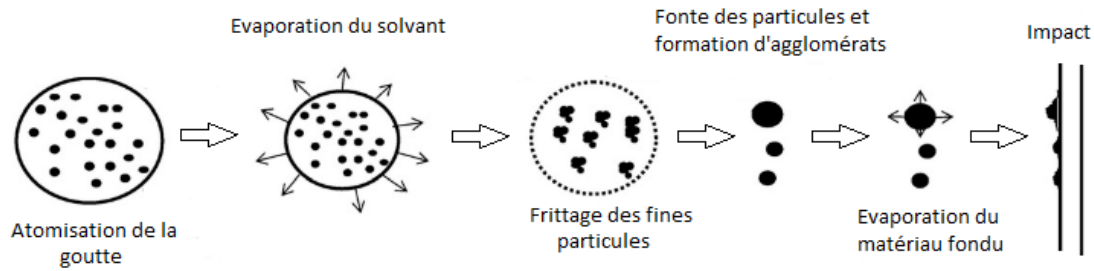 Atomisation de la
goutte
Evaporation du solvant
Frittage des fines
particules
Fonte des particules et
formation d'agglomérats
Evaporation du
matériau fondu
Impact